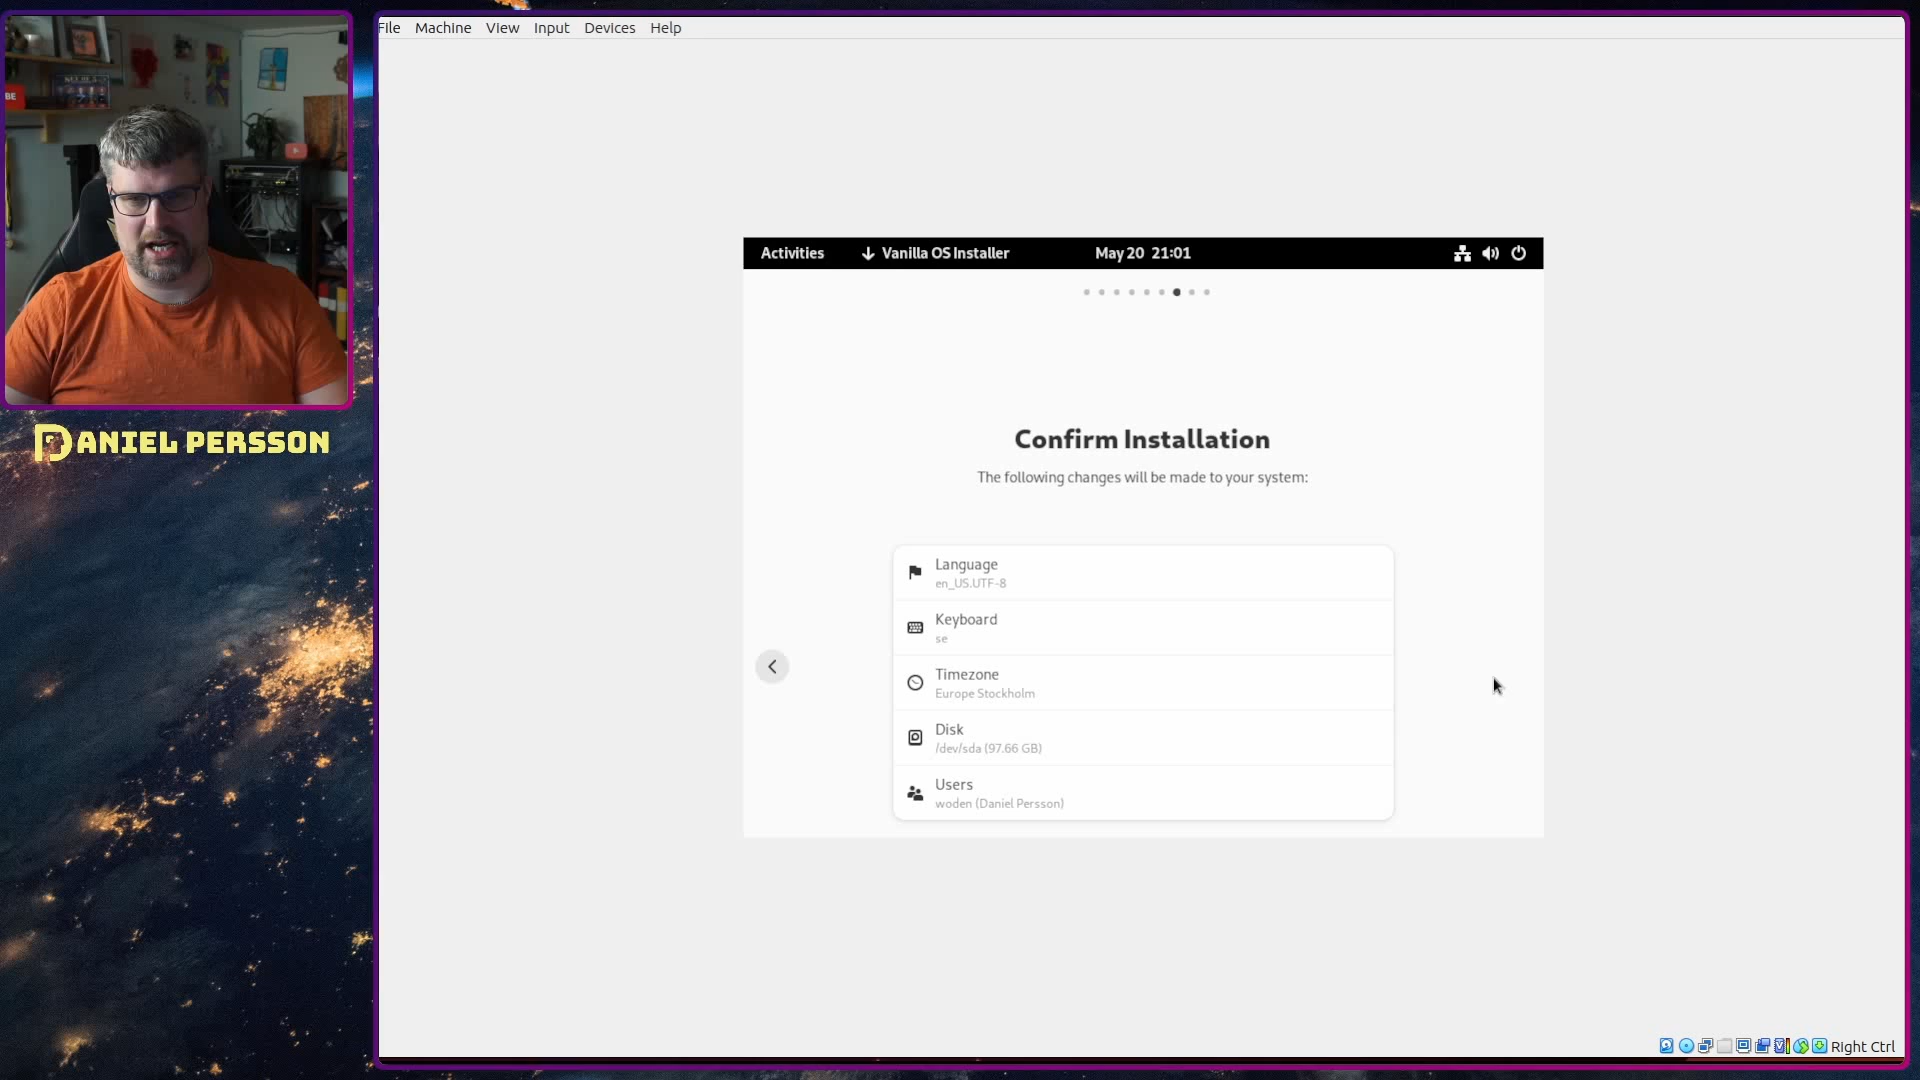 File Machine View Input Devices Help
BE
DANIEL PERSSON
Activities Vanilla OS Installer May 20 21:01
Confirm Installation
The following changes will be made to your system:
Language
en_US.UTF-8
Keyboard
se
Timezone
Europe Stockholm
Disk
/dev/sda (97.66 GB)
Users
woden (Daniel Persson)
Right Ctrl